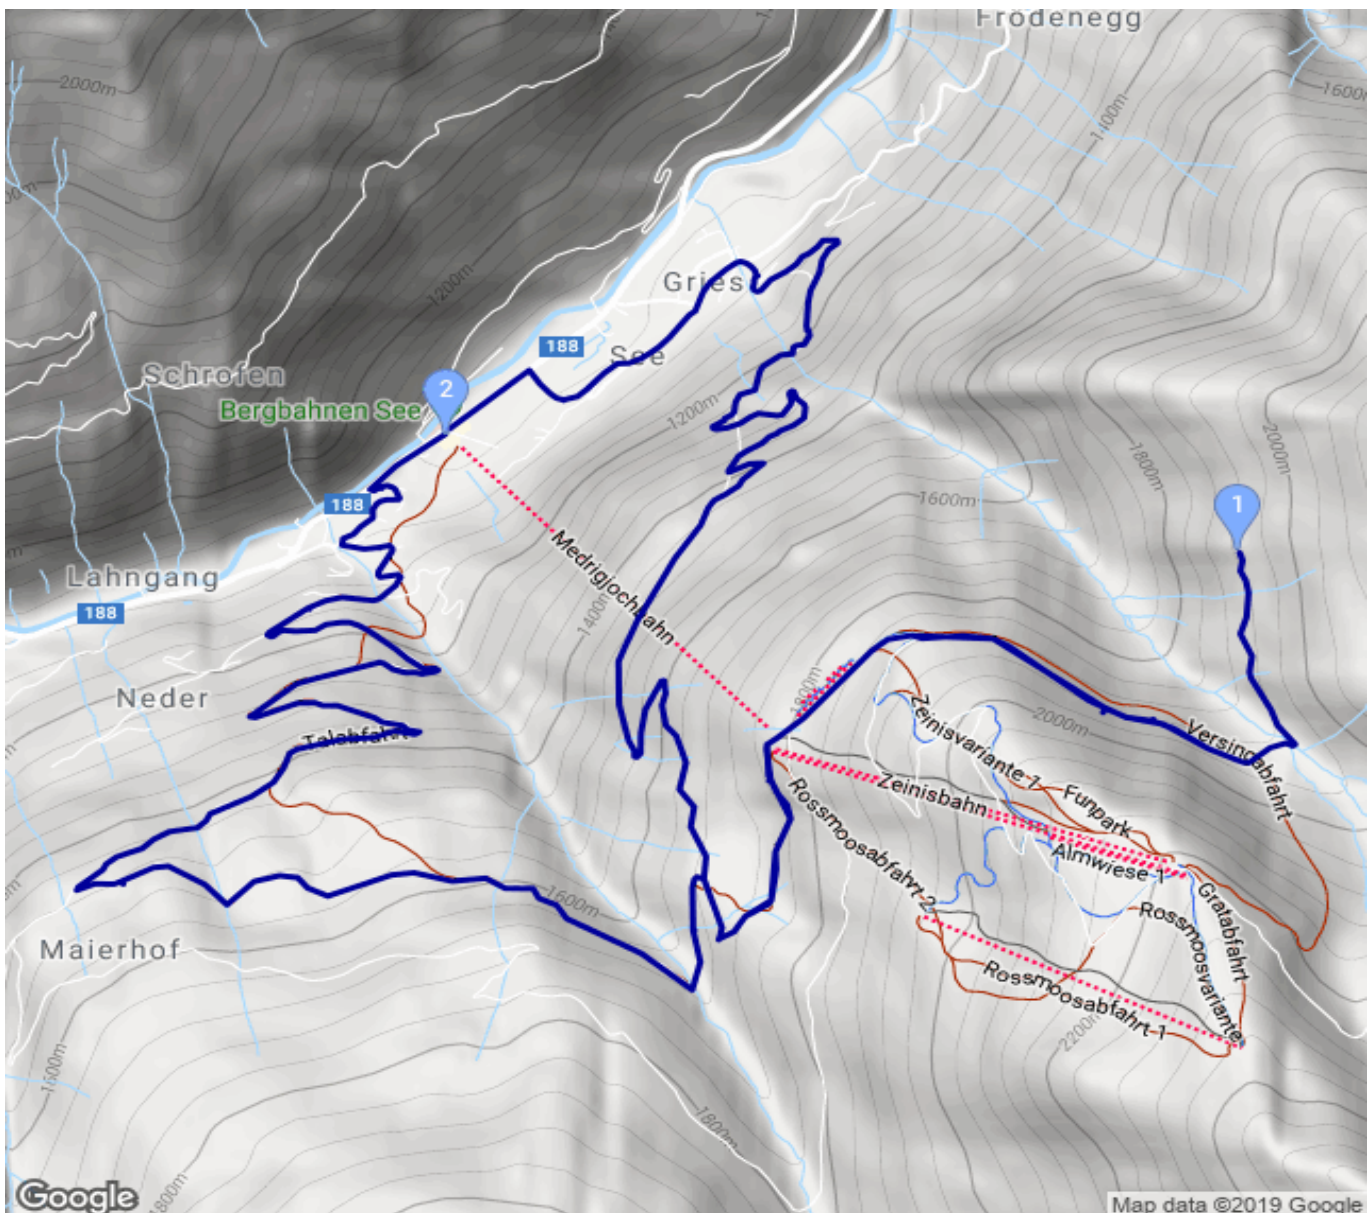 Frödenegg
2000m
1600m
1400m
1200m
Gries
188
See
Schrofen
2
Bergbahnen See
1200m
2000m
1800m
1600m
188
1
Medrigjochbahn
Lahngang
188
1400m
Neder
1800m
2000m
Versingabfahrt
Talabfahrt
Zeinisvariante 1
Zeinisbahn
Funpark
Rossmoosabfahrt 2
Almwiese 1
Gratabfahrt
1600m
Rossmoosvariante
Maierhof
Rossmoosabfahrt 1
2200m
1600m
1800m
1800m
Google
Map data ©2019 Google